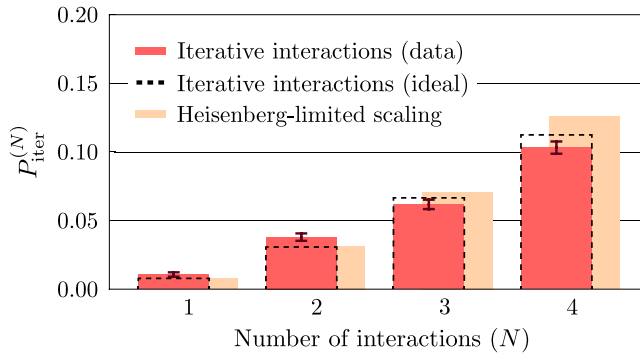 0.20
0.15
0.10
0.05
0.00
P_iter^(N)
Iterative interactions (data)
Iterative interactions (ideal)
Heisenberg-limited scaling
1 2 3 4
Number of interactions (N)